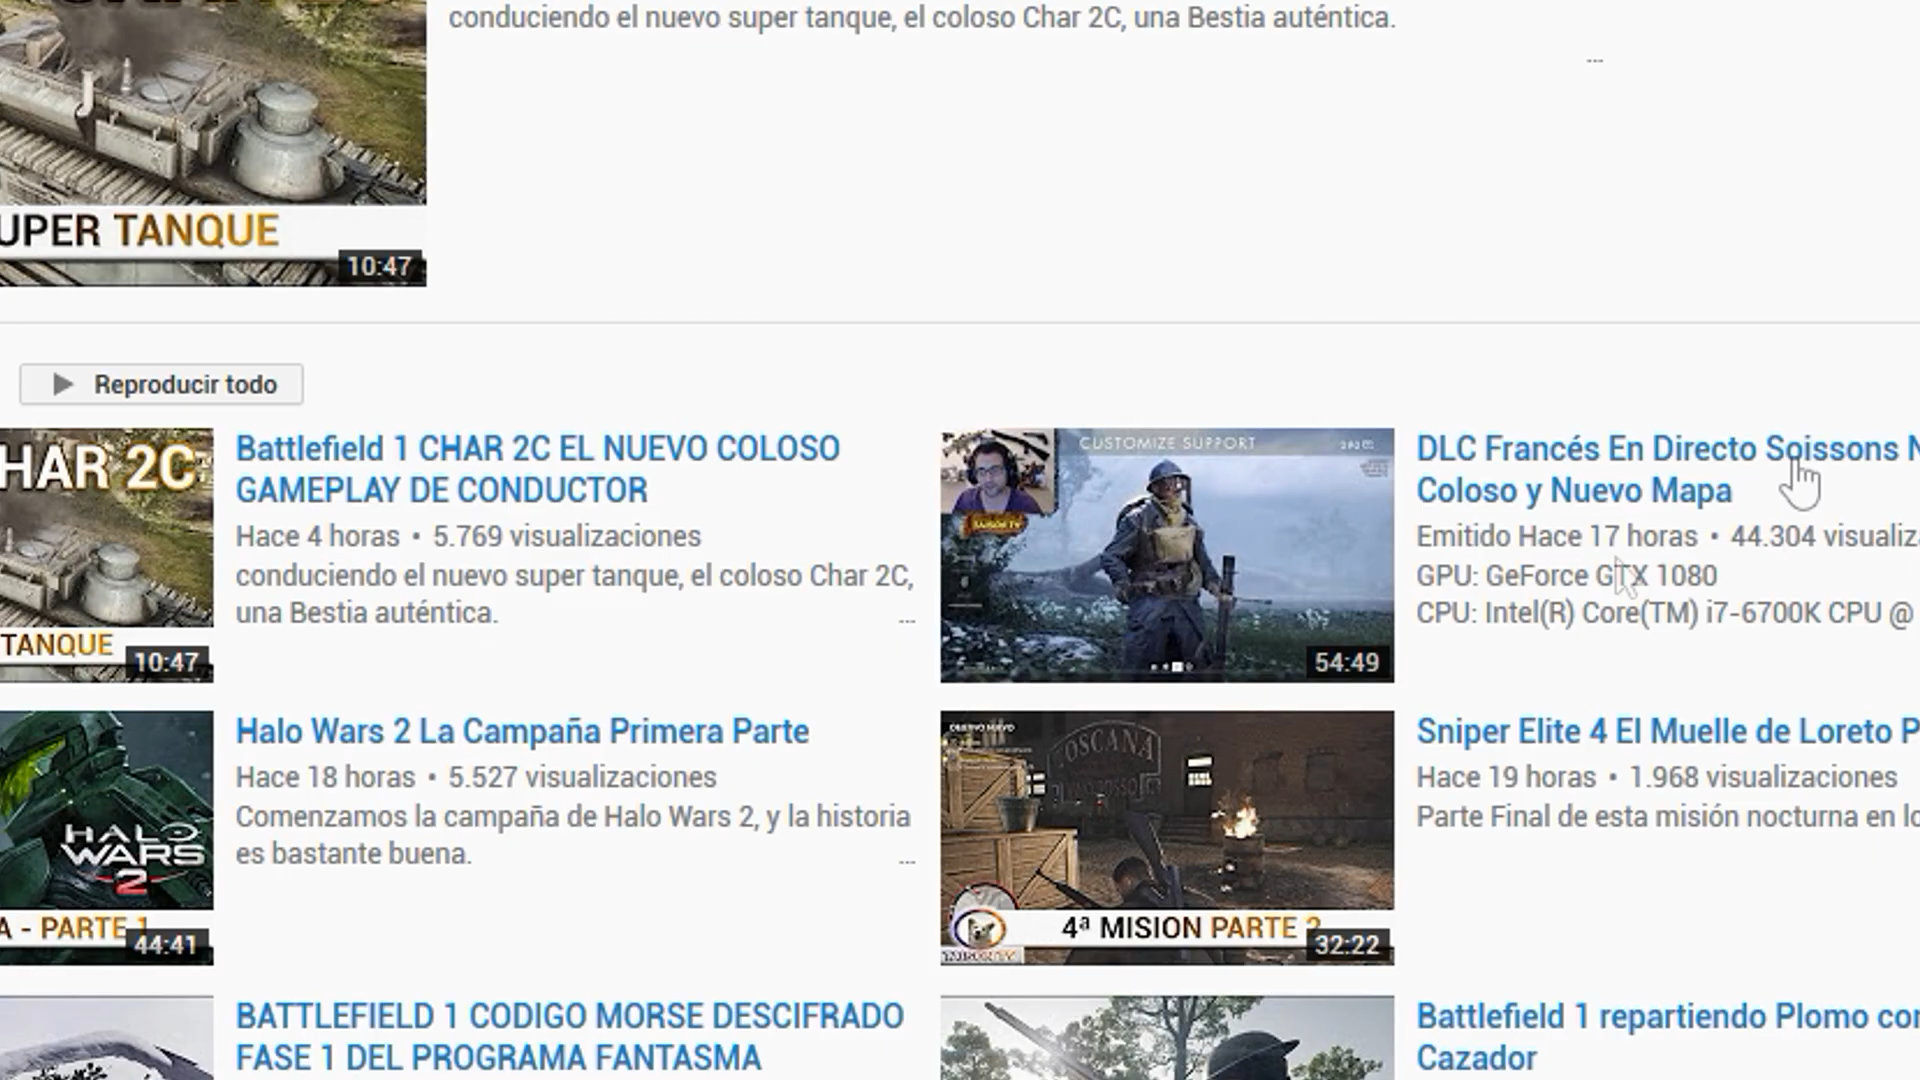 conduciendo el nuevo super tanque, el coloso Char 2C, una Bestia auténtica.
...
UPER TANQUE
10:47
Reproducir todo
HAR 2C
TANQUE
10:47
Battlefield 1 CHAR 2C EL NUEVO COLOSO
GAMEPLAY DE CONDUCTOR
Hace 4 horas • 5.769 visualizaciones
conduciendo el nuevo super tanque, el coloso Char 2C,
una Bestia auténtica.
...
CUSTOMIZE SUPPORT
54:49
DLC Francés En Directo Soissons N
Coloso y Nuevo Mapa
Emitido Hace 17 horas • 44.304 visualiz
GPU: GeForce GTX 1080
CPU: Intel(R) Core(TM) i7-6700K CPU @
HALO
WARS
2
A - PARTE 1
44:41
Halo Wars 2 La Campaña Primera Parte
Hace 18 horas • 5.527 visualizaciones
Comenzamos la campaña de Halo Wars 2, y la historia
es bastante buena.
...
OSCANA
4ª MISION PARTE 2
32:22
Sniper Elite 4 El Muelle de Loreto P
Hace 19 horas • 1.968 visualizaciones
Parte Final de esta misión nocturna en lo
BATTLEFIELD 1 CODIGO MORSE DESCIFRADO
FASE 1 DEL PROGRAMA FANTASMA
Battlefield 1 repartiendo Plomo con
Cazador